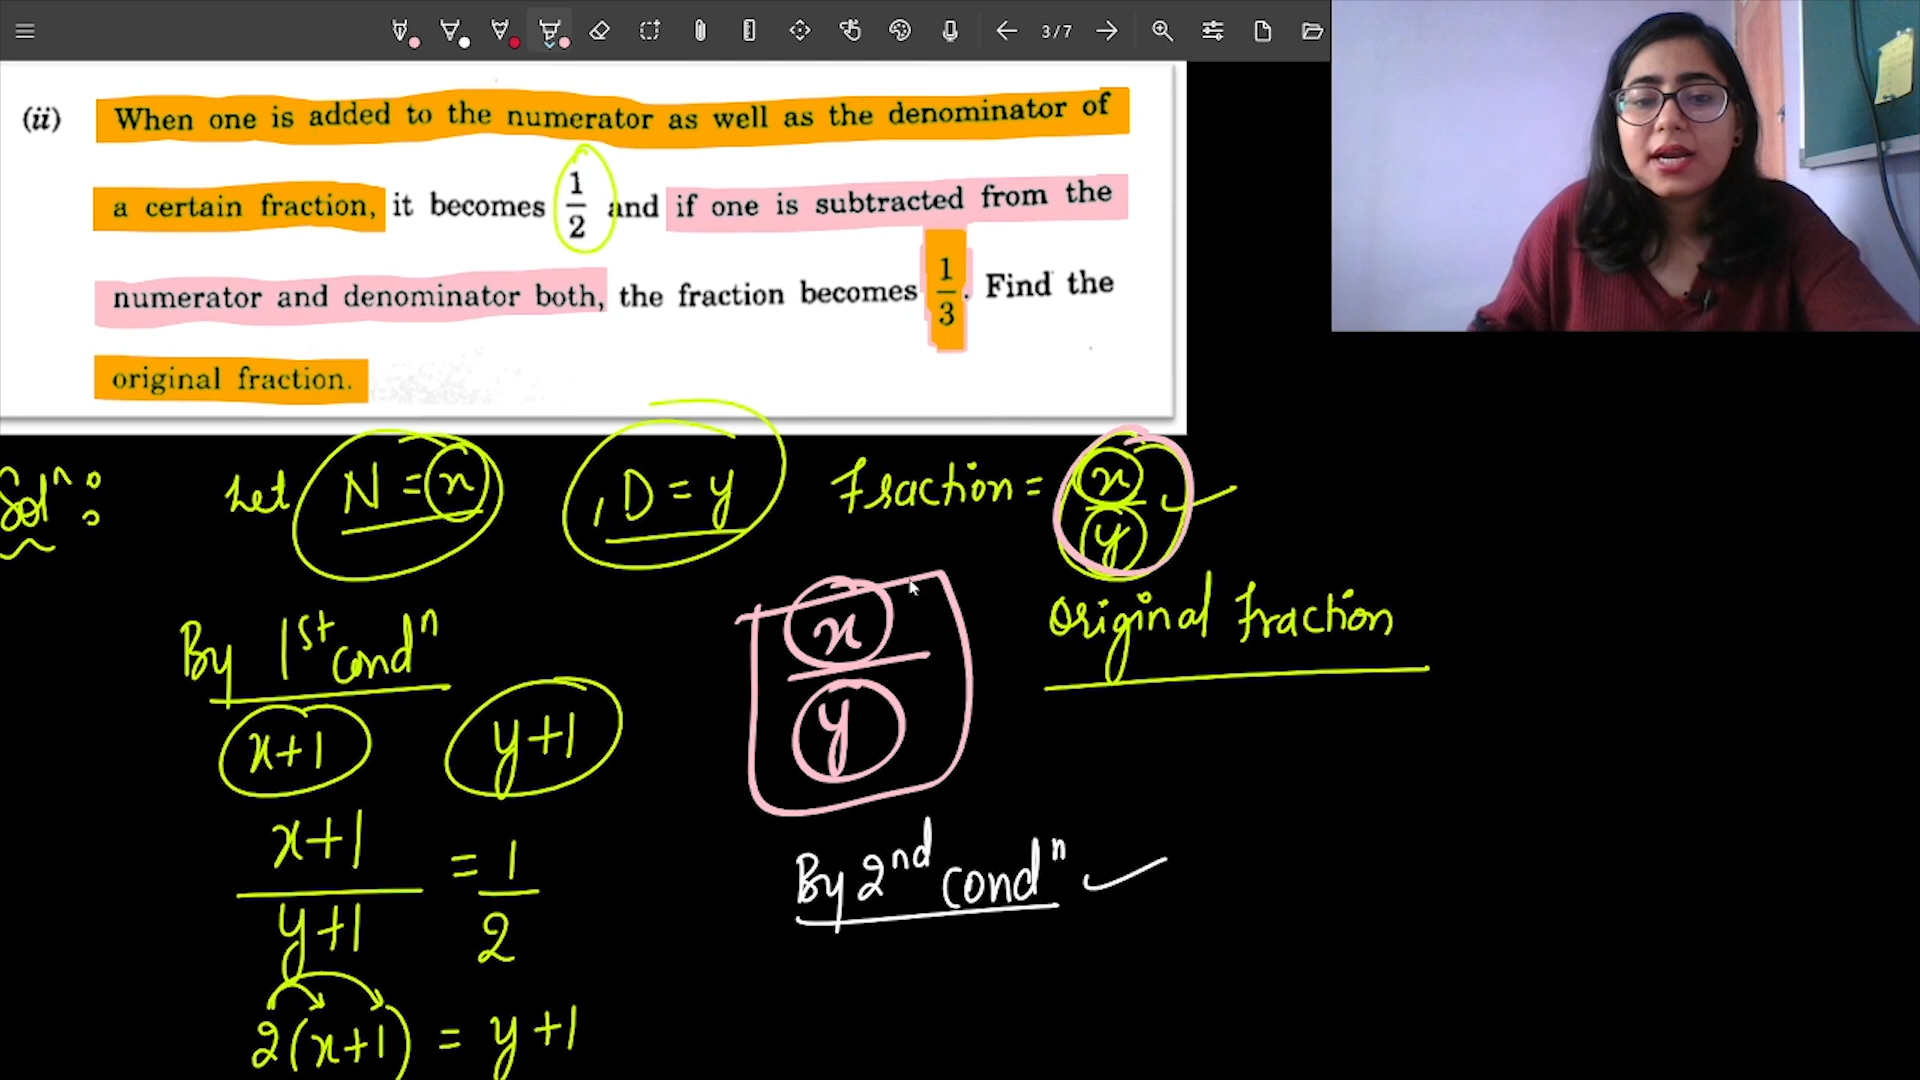 3/7
(ii) When one is added to the numerator as well as the denominator of
a certain fraction, it becomes 1/2 and if one is subtracted from the
numerator and denominator both, the fraction becomes 1/3. Find the
original fraction.
Solⁿ: Let N = x , D = y Fraction = x/y
Original Fraction
By 1st condⁿ
x+1 y+1
x/y
x+1/y+1 = 1/2
By 2nd condⁿ
2(x+1) = y+1